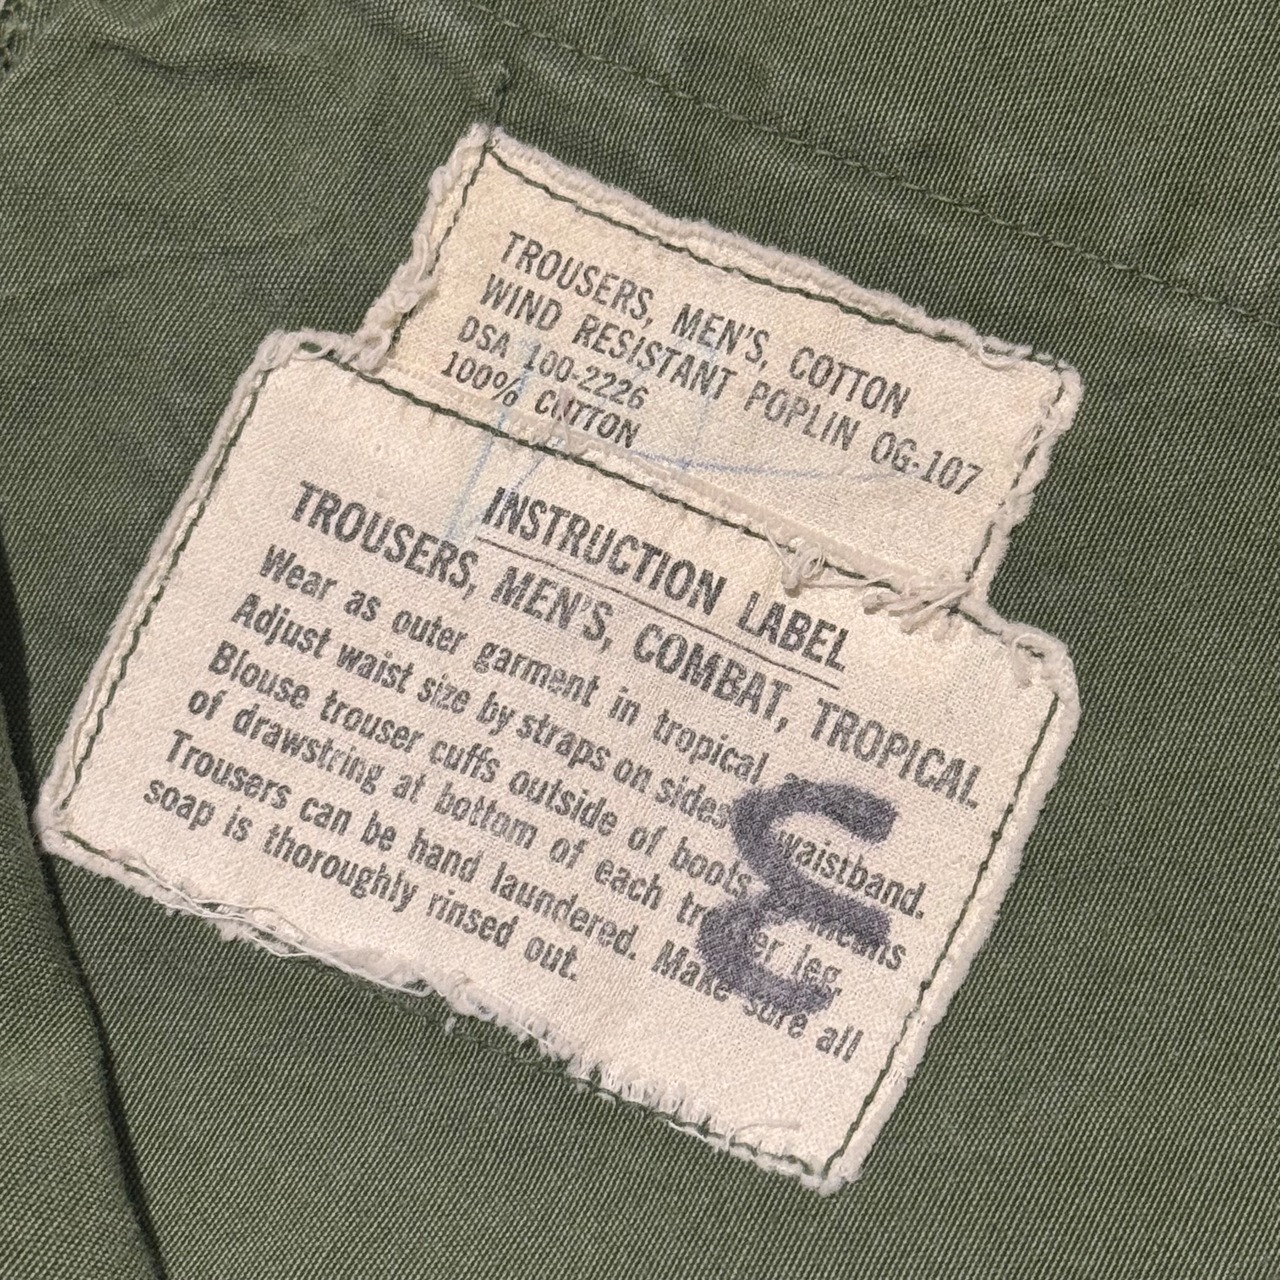 TROUSERS, MEN'S, COTTON
WIND RESISTANT POPLIN OG-107
DSA 100-2226
100% COTTON
INSTRUCTION LABEL
TROUSERS, MEN'S, COMBAT, TROPICAL
Wear as outer garment in tropical
Adjust waist size by straps on sides waistband.
Blouse trouser cuffs outside of boots means
of drawstring at bottom of each trouser leg.
Trousers can be hand laundered. Make sure all
soap is thoroughly rinsed out.